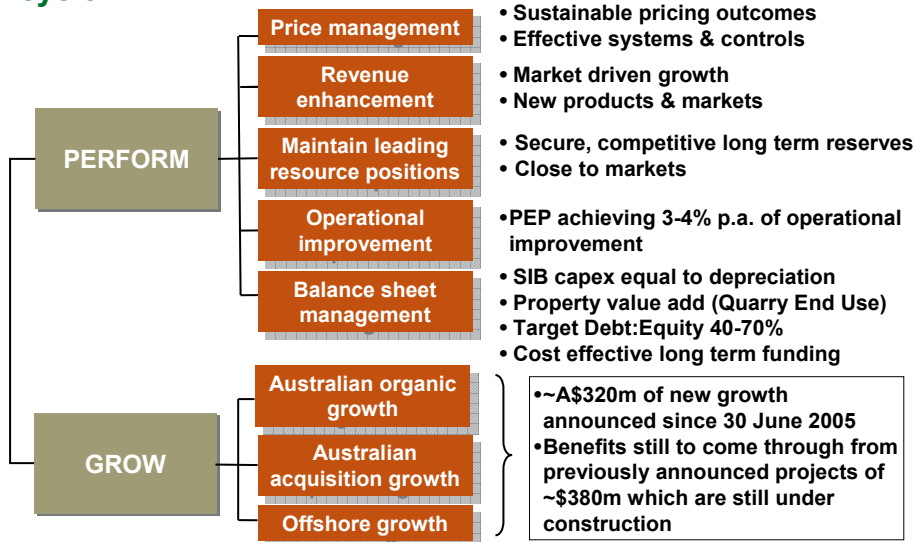 Price management
• Sustainable pricing outcomes
• Effective systems & controls
Revenue
enhancement
• Market driven growth
• New products & markets
PERFORM
Maintain leading
resource positions
• Secure, competitive long term reserves
• Close to markets
Operational
improvement
•PEP achieving 3-4% p.a. of operational
improvement
Balance sheet
management
• SIB capex equal to depreciation
• Property value add (Quarry End Use)
• Target Debt:Equity 40-70%
• Cost effective long term funding
GROW
Australian organic
growth
Australian
acquisition growth
Offshore growth
•~A$320m of new growth
announced since 30 June 2005
•Benefits still to come through from
previously announced projects of
~$380m which are still under
construction